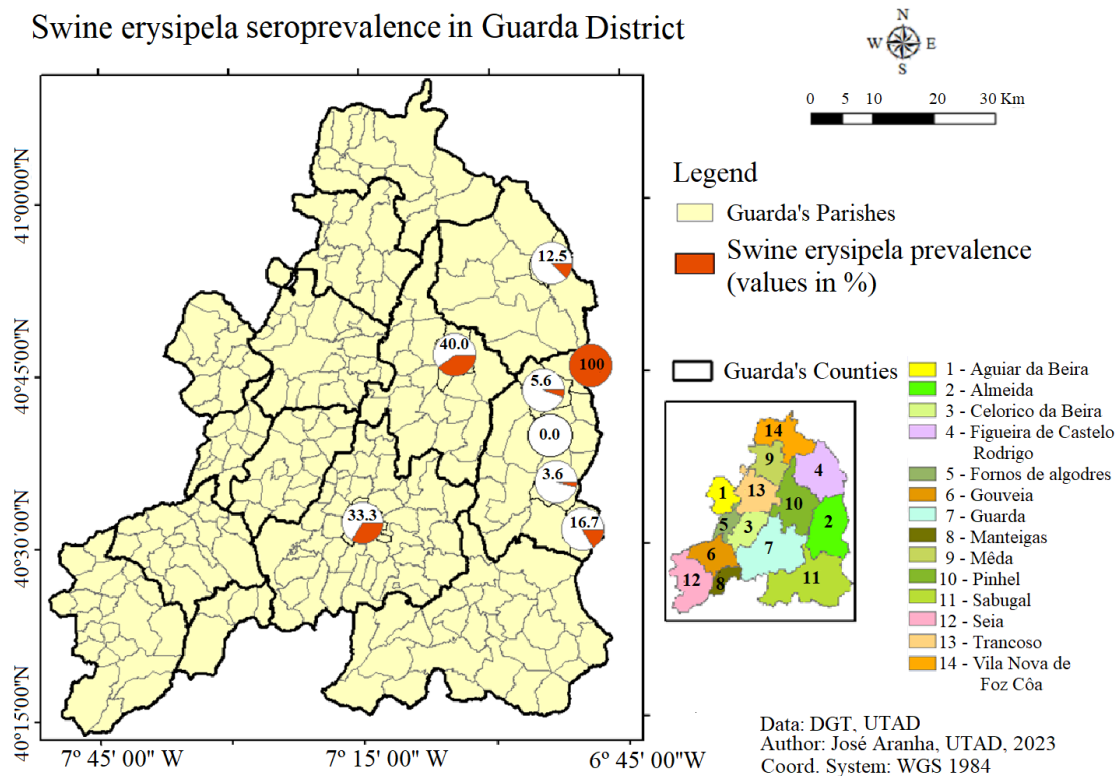 Swine erysipela seroprevalence in Guarda District
N
W E
S
0 5 10 20 30 Km
41°00'00"N
40°45'00"N
40°30'00"N
40°15'00"N
7° 45' 00" W
7° 15' 00" W
6° 45' 00" W
12.5
40.0
100
5.6
0.0
3.6
33.3
16.7
Legend
Guarda's Parishes
Swine erysipela prevalence
(values in %)
Guarda's Counties
1 - Aguiar da Beira
2 - Almeida
3 - Celorico da Beira
4 - Figueira de Castelo
Rodrigo
5 - Fornos de algodres
6 - Gouveia
7 - Guarda
8 - Manteigas
9 - Mêda
10 - Pinhel
11 - Sabugal
12 - Seia
13 - Trancoso
14 - Vila Nova de
Foz Côa
14
9
4
1
13
10
5
3
2
7
6
12
8
11
Data: DGT, UTAD
Author: José Aranha, UTAD, 2023
Coord. System: WGS 1984